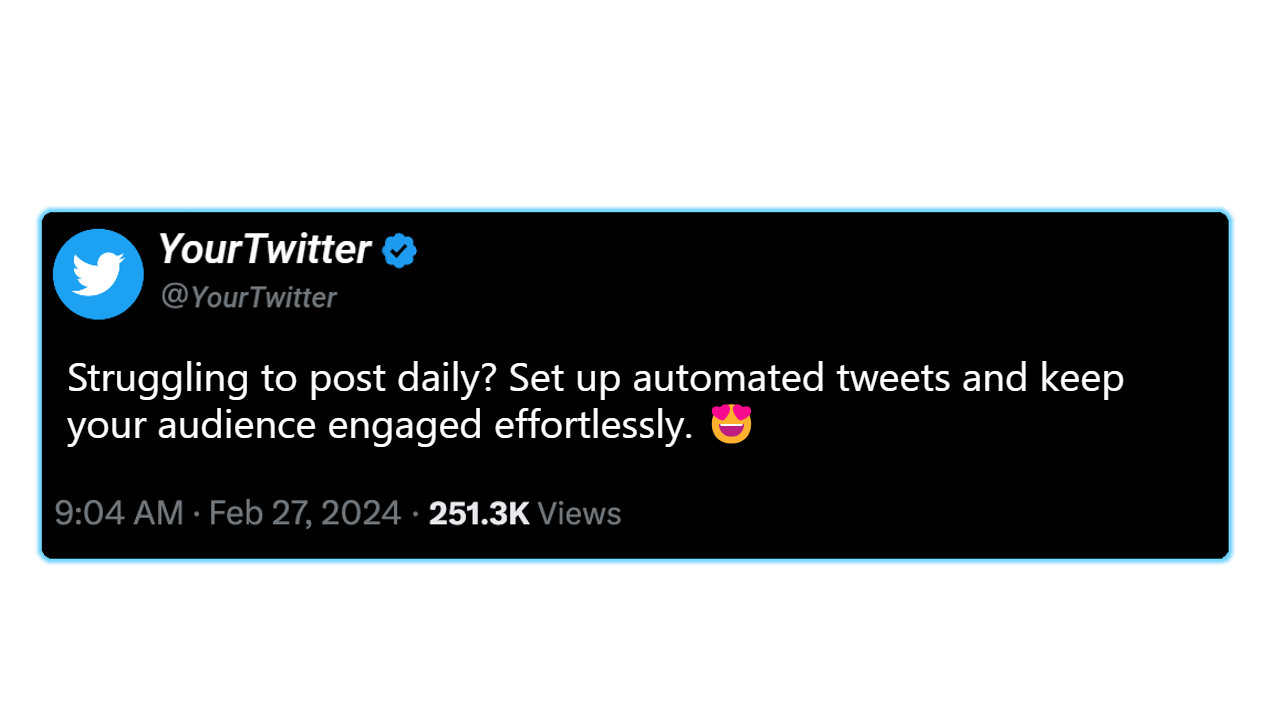 YourTwitter
@YourTwitter
Struggling to post daily? Set up automated tweets and keep
your audience engaged effortlessly. 😍
9:04 AM · Feb 27, 2024 · 251.3K Views